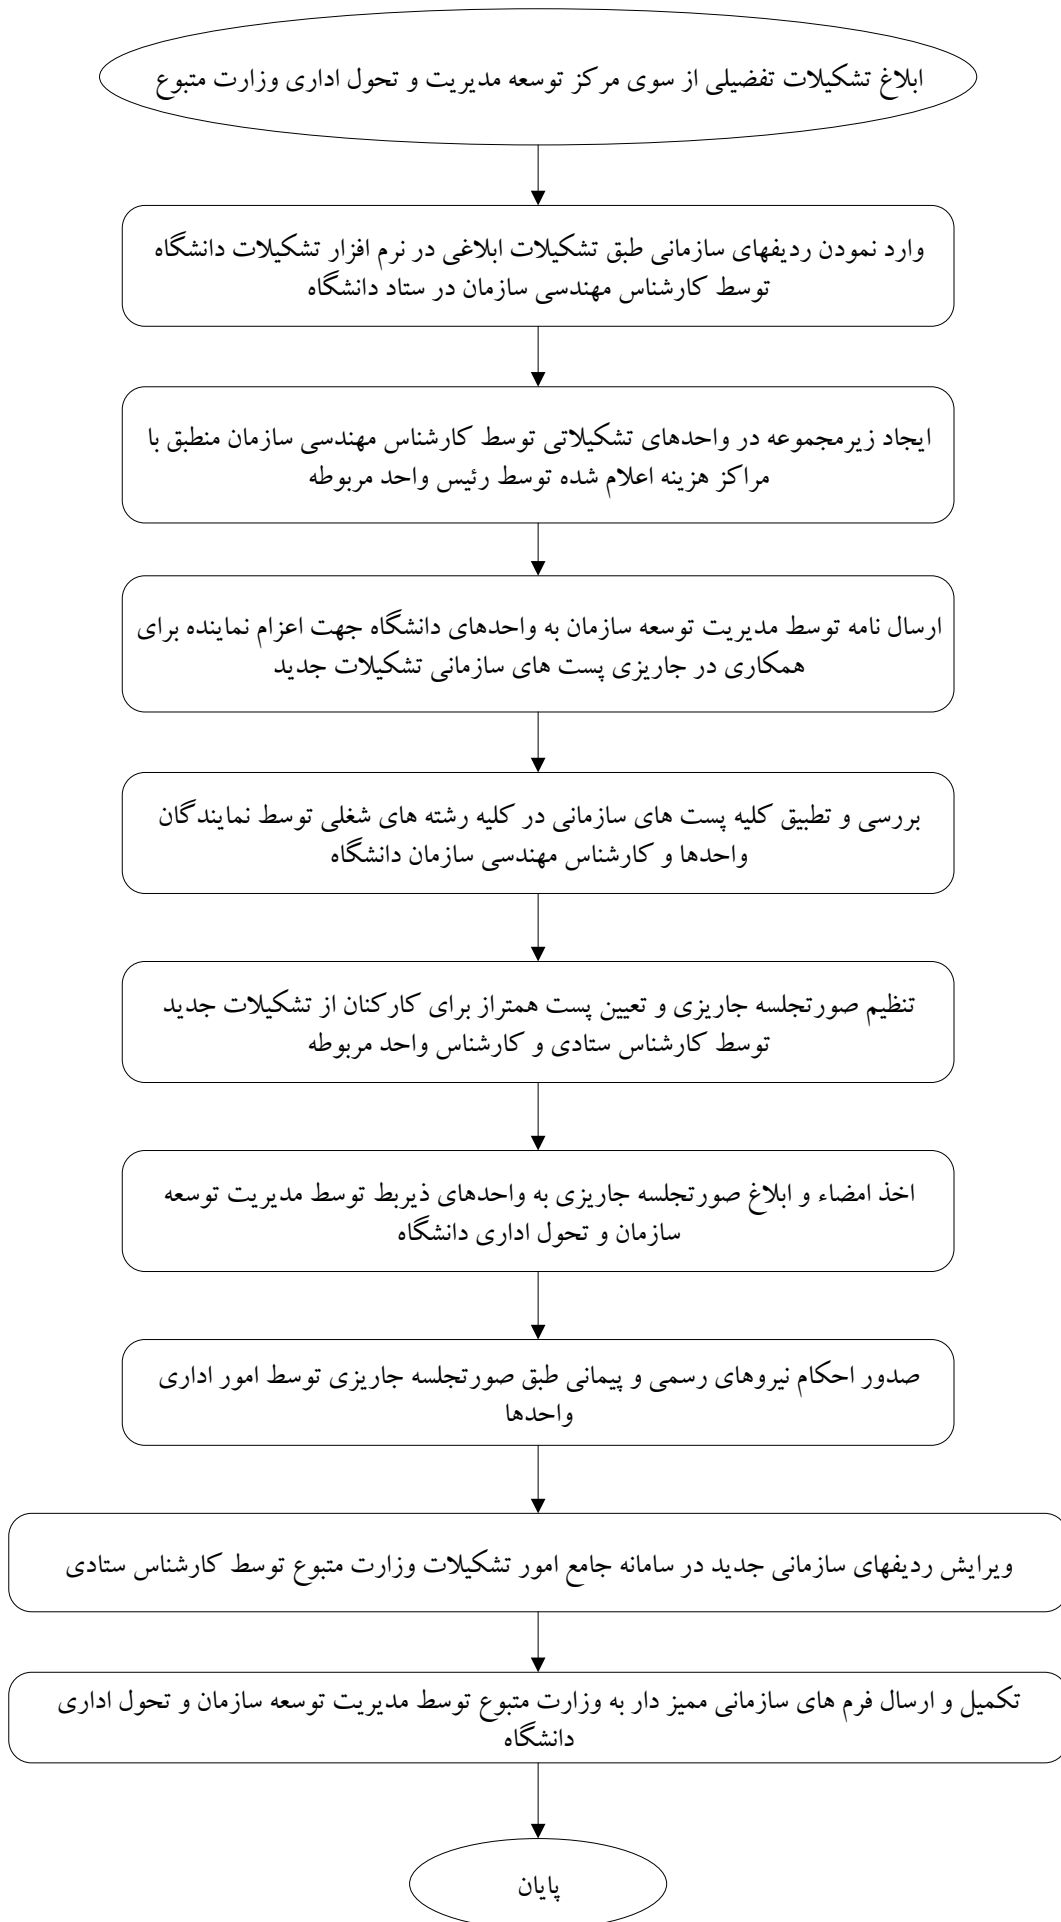 ابلاغ تشکیلات تفضیلی از سوی مرکز توسعه مدیریت و تحول اداری وزارت متبوع
وارد نمودن ردیفهای سازمانی طبق تشکیلات ابلاغی در نرم افزار تشکیلات دانشگاه
توسط کارشناس مهندسی سازمان در ستاد دانشگاه
ایجاد زیرمجموعه در واحدهای تشکیلاتی توسط کارشناس مهندسی سازمان منطبق با
مراکز هزینه اعلام شده توسط رئیس واحد مربوطه
ارسال نامه توسط مدیریت توسعه سازمان به واحدهای دانشگاه جهت اعزام نماینده برای
همکاری در جاریزی پست های سازمانی تشکیلات جدید
بررسی و تطبیق کلیه پست های سازمانی در کلیه رشته های شغلی توسط نمایندگان
واحدها و کارشناس مهندسی سازمان دانشگاه
تنظیم صورتجلسه جاریزی و تعیین پست همتراز برای کارکنان از تشکیلات جدید
توسط کارشناس ستادی و کارشناس واحد مربوطه
اخذ امضاء و ابلاغ صورتجلسه جاریزی به واحدهای ذیربط توسط مدیریت توسعه
سازمان و تحول اداری دانشگاه
صدور احکام نیروهای رسمی و پیمانی طبق صورتجلسه جاریزی توسط امور اداری
واحدها
ویرایش ردیفهای سازمانی جدید در سامانه جامع امور تشکیلات وزارت متبوع توسط کارشناس ستادی
تکمیل و ارسال فرم های سازمانی ممیز دار به وزارت متبوع توسط مدیریت توسعه سازمان و تحول اداری
دانشگاه
پایان